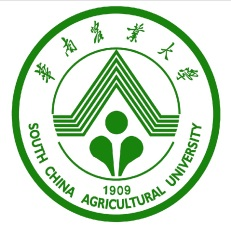 華南農業大學
1909
SOUTH CHINA AGRICULTURAL UNIVERSITY